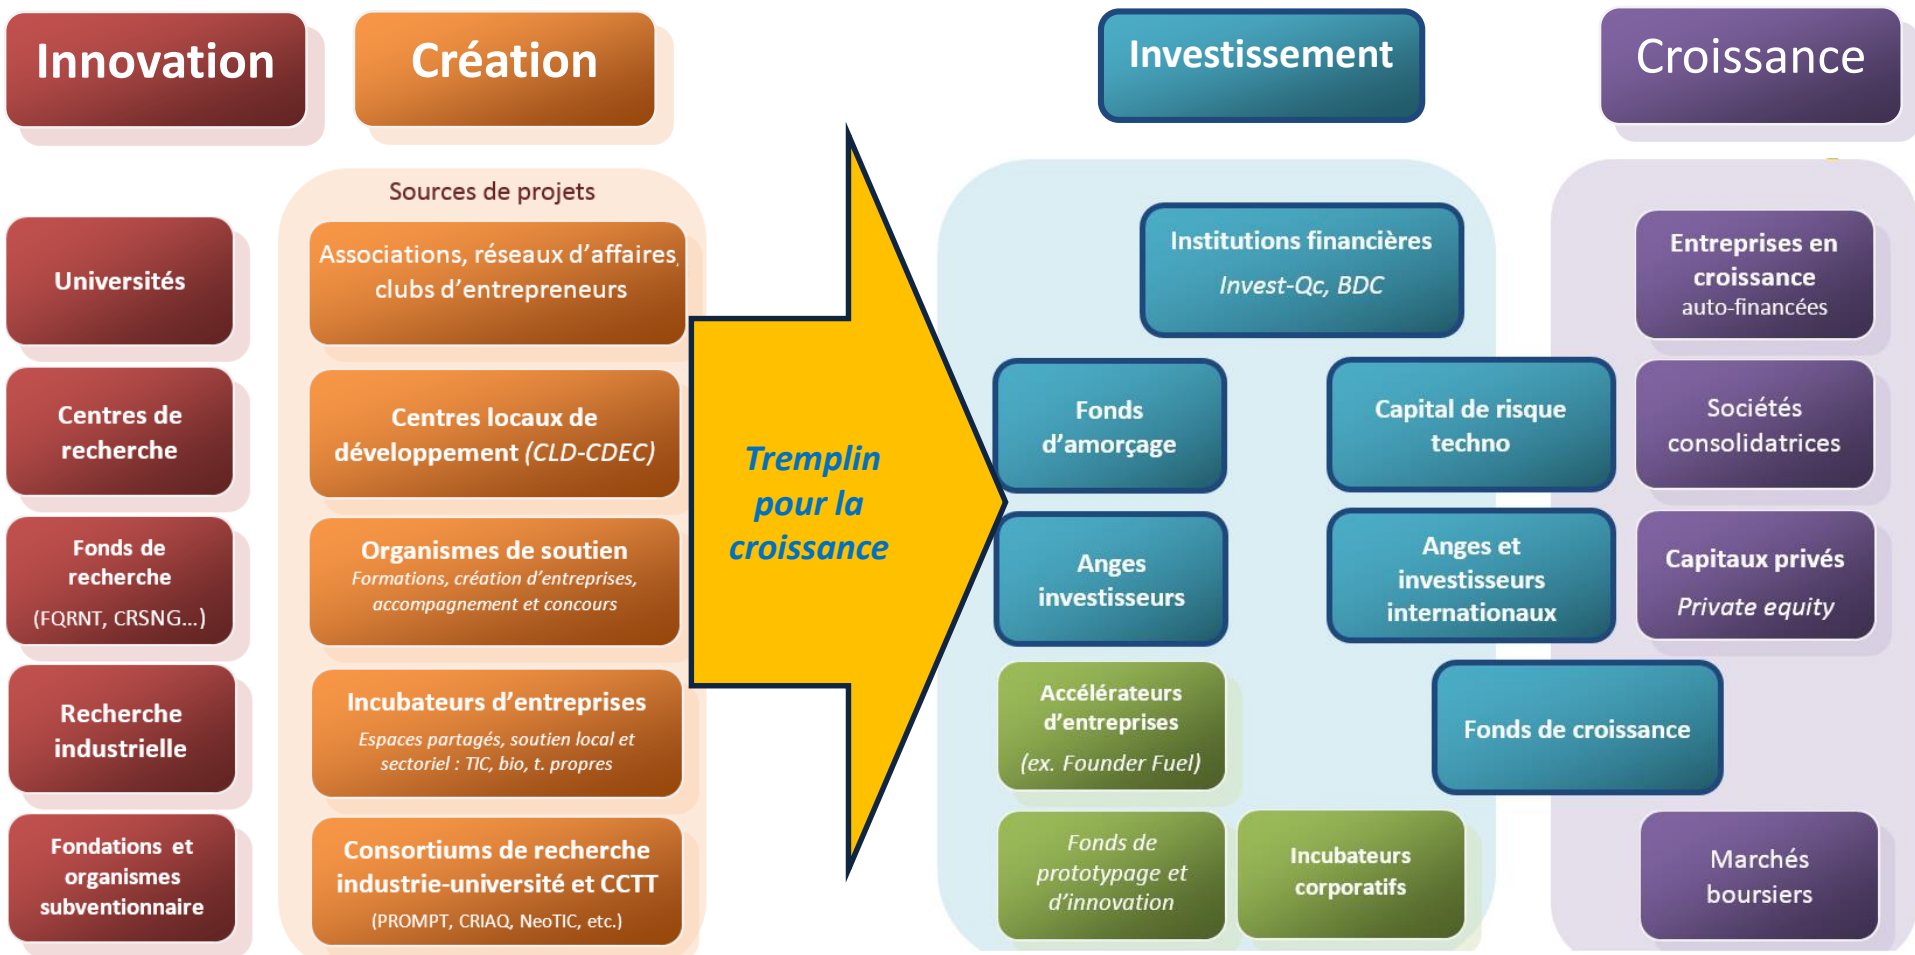 Innovation
Création
Investissement
Croissance
Sources de projets
Universités
Centres de
recherche
Fonds de
recherche
(FQRNT, CRSNG...)
Recherche
industrielle
Fondations et
organismes
subventionnaire
Associations, réseaux d'affaires,
clubs d'entrepreneurs
Centres locaux de
développement (CLD-CDEC)
Organismes de soutien
Formations, création d'entreprises,
accompagnement et concours
Incubateurs d'entreprises
Espaces partagés, soutien local et
sectoriel : TIC, bio, t. propres
Consortiums de recherche
industrie-université et CCTT
(PROMPT, CRIAQ, NeoTIC, etc.)
Tremplin
pour la
croissance
Institutions financières
Invest-Qc, BDC
Fonds
d'amorçage
Capital de risque
techno
Anges
investisseurs
Anges et
investisseurs
internationaux
Accélérateurs
d'entreprises
(ex. Founder Fuel)
Fonds de croissance
Fonds de
prototypage et
d'innovation
Incubateurs
corporatifs
Entreprises en
croissance
auto-financées
Sociétés
consolidatrices
Capitaux privés
Private equity
Marchés
boursiers